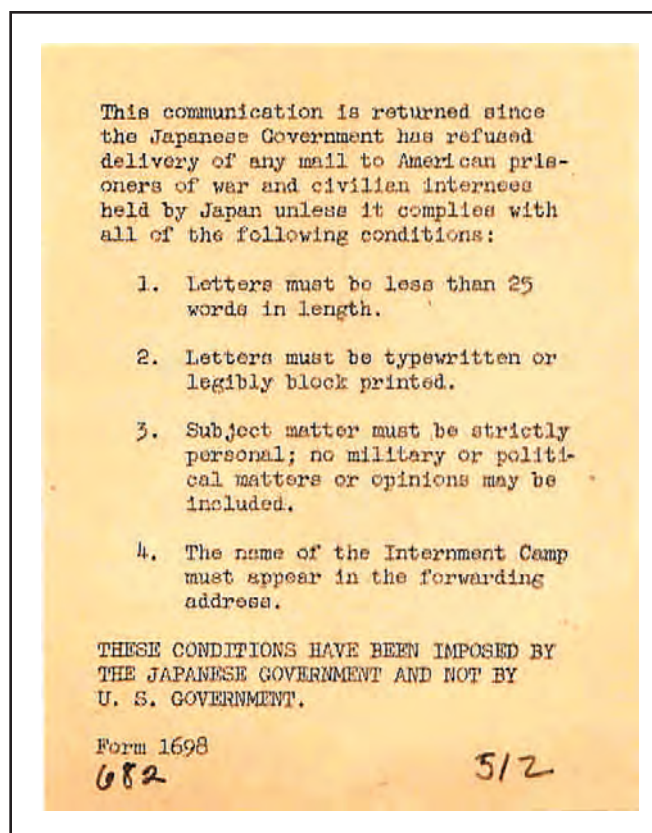 This communication is returned since
the Japanese Government has refused
delivery of any mail to American pris-
oners of war and civilian internees
held by Japan unless it complies with
all of the following conditions:
1. Letters must be less than 25
words in length.
2. Letters must be typewritten or
legibly block printed.
3. Subject matter must be strictly
personal; no military or politi-
cal matters or opinions may be
included.
4. The name of the Internment Camp
must appear in the forwarding
address.
THESE CONDITIONS HAVE BEEN IMPOSED BY
THE JAPANESE GOVERNMENT AND NOT BY
U. S. GOVERNMENT.
Form 1698
682 512